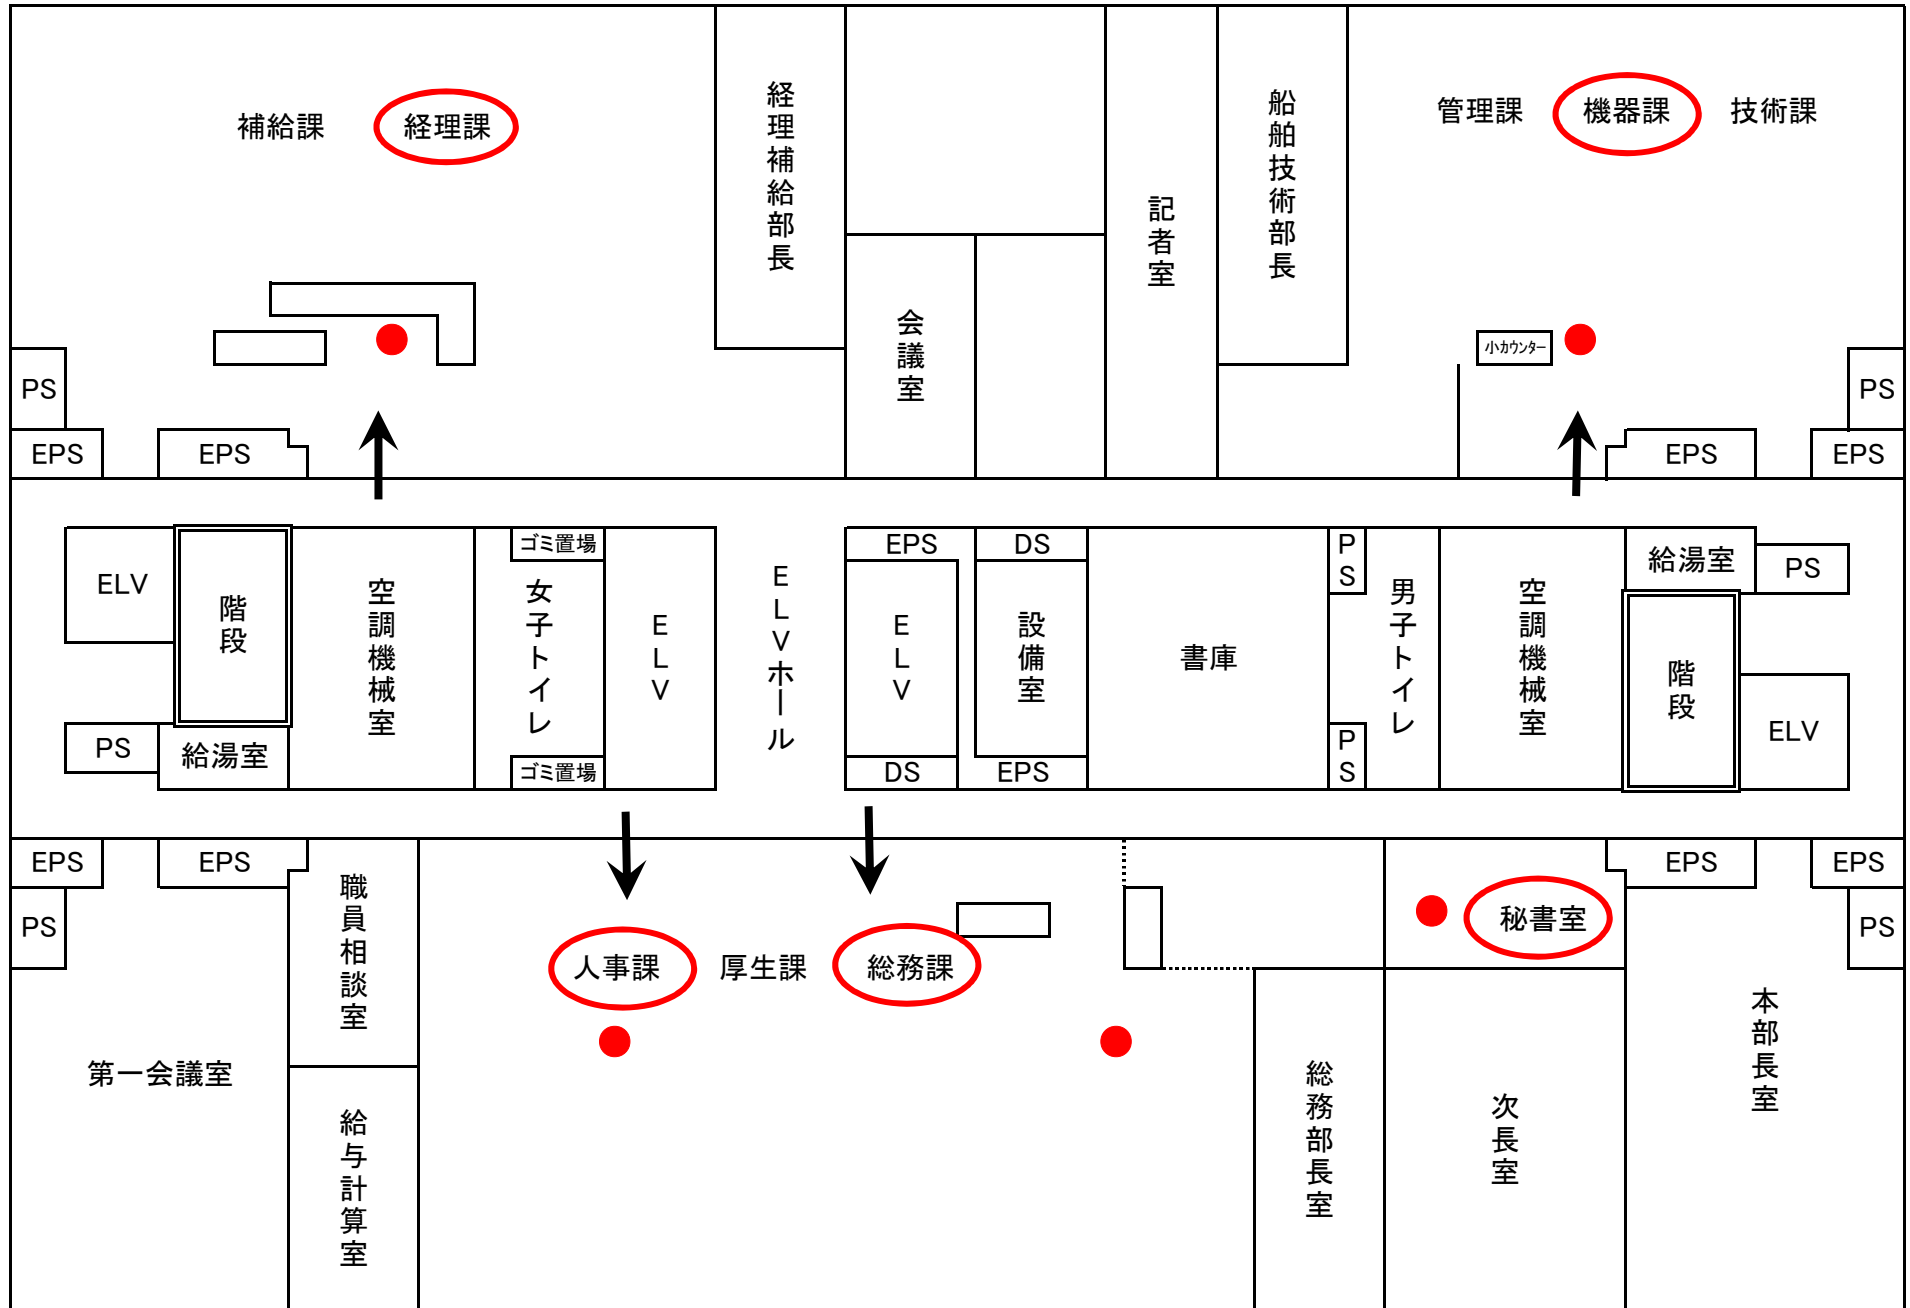 補給課
経理課
経理補給部長
会議室
記者室
船舶技術部長
管理課
機器課
技術課
小カウンター
PS
EPS
EPS
EPS
EPS
PS
ELV
階段
空調機械室
ゴミ置場
女子トイレ
ゴミ置場
ELV
ELVホール
EPS
ELV
DS
DS
設備室
EPS
書庫
PS
PS
男子トイレ
空調機械室
給湯室
PS
階段
ELV
PS
給湯室
EPS
EPS
PS
職員相談室
第一会議室
給与計算室
人事課
厚生課
総務課
総務部長室
秘書室
次長室
本部長室
EPS
EPS
PS